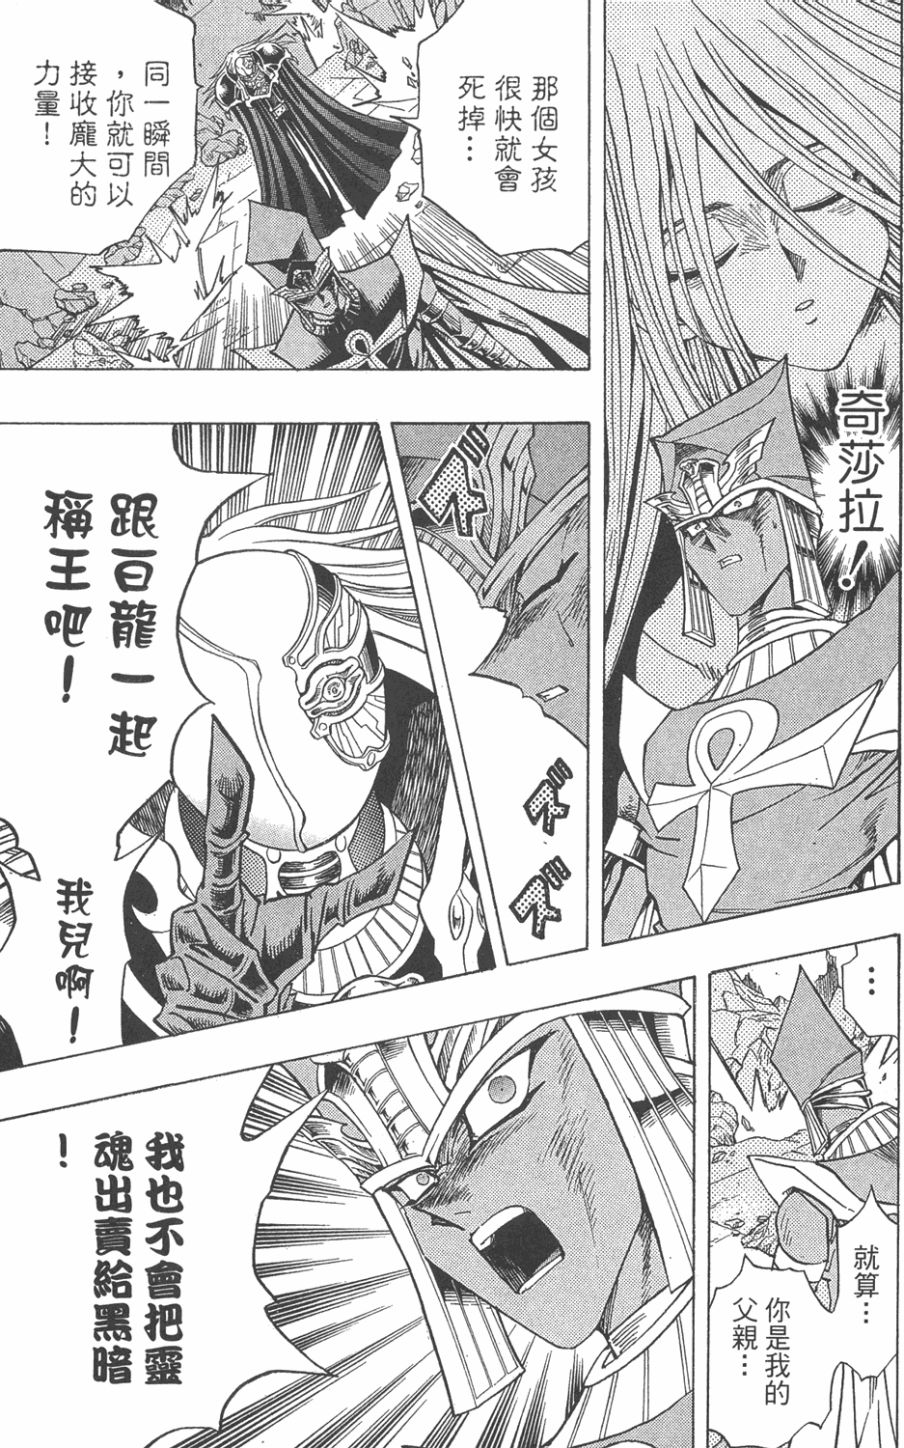 奇莎拉！
那個女孩
很快就會
死掉…
同一瞬間
，你就可以
接收龐大的
力量！
ズ
ズ
ズ
跟白龍一起
稱王吧！
我兒啊！
…
就算…
你是我的
父親…
我也不會把靈
魂出賣給黑暗
！